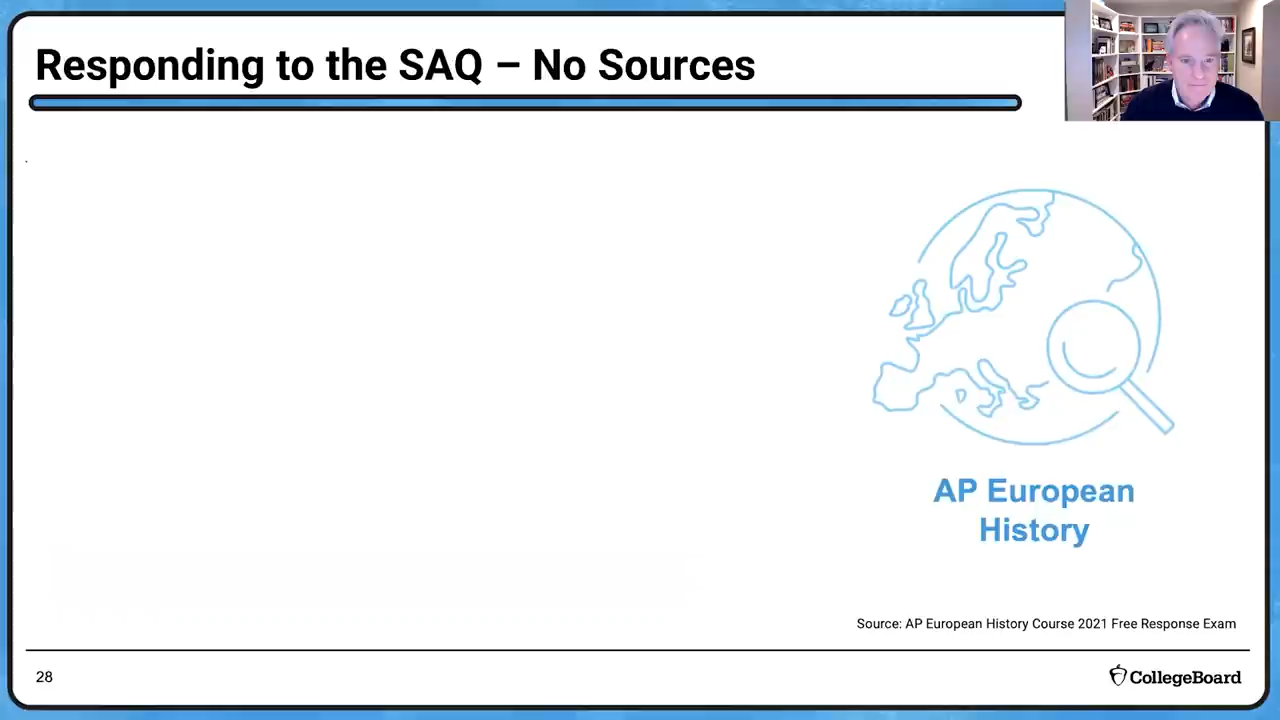 Responding to the SAQ – No Sources
AP European
History
Source: AP European History Course 2021 Free Response Exam
28
CollegeBoard